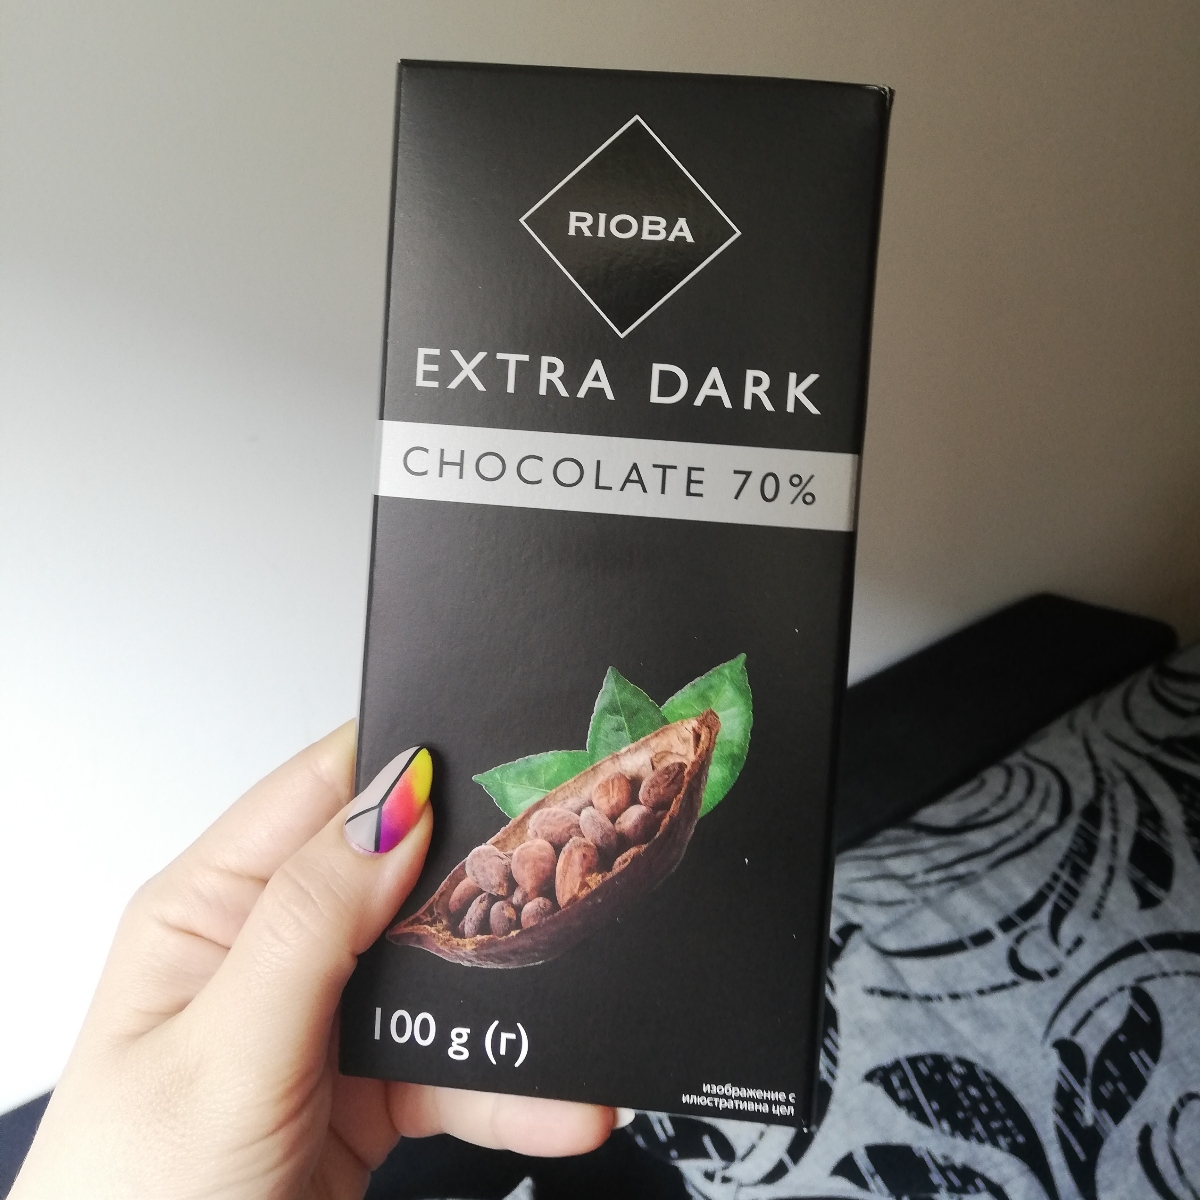 RIOBA
EXTRA DARK
CHOCOLATE 70%
100 g (г)
изображение с
илюстративна цел